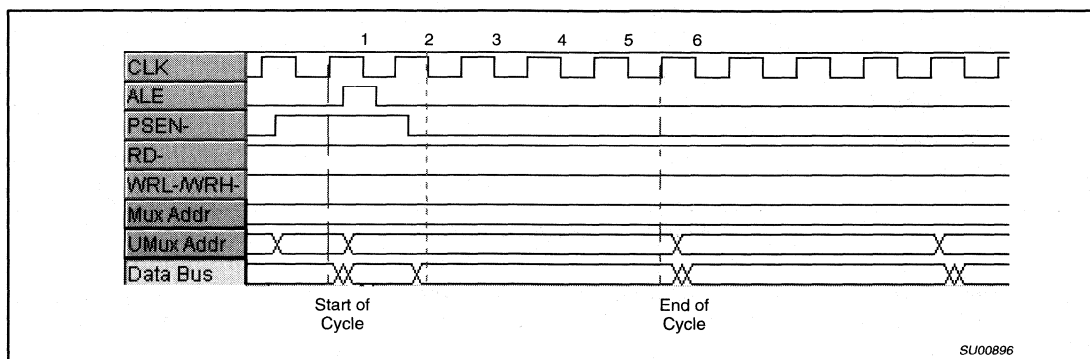 1 2 3 4 5 6
CLK
ALE
PSEN-
RD-
WRL-/WRH-
Mux Addr
UMux Addr
Data Bus
Start of
Cycle
End of
Cycle
SU00896